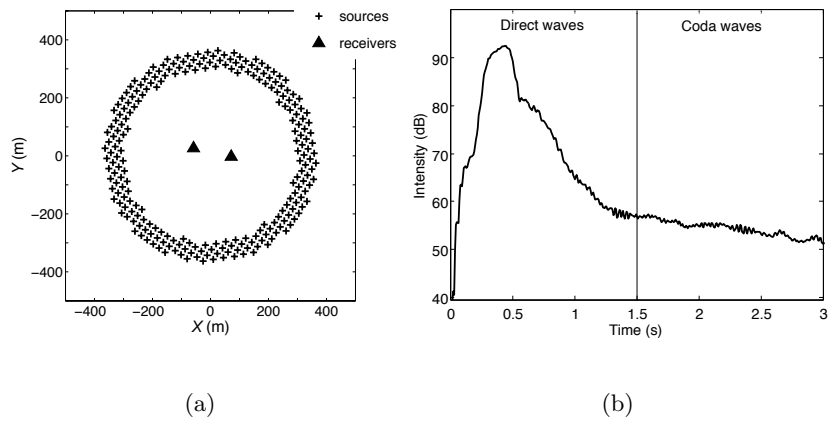 sources
receivers
400
200
0
−200
−400
Y (m)
−400 −200 0 200 400
X (m)
(a)
Direct waves Coda waves
90
80
70
60
50
40
Intensity (dB)
0 0.5 1 1.5 2 2.5 3
Time (s)
(b)